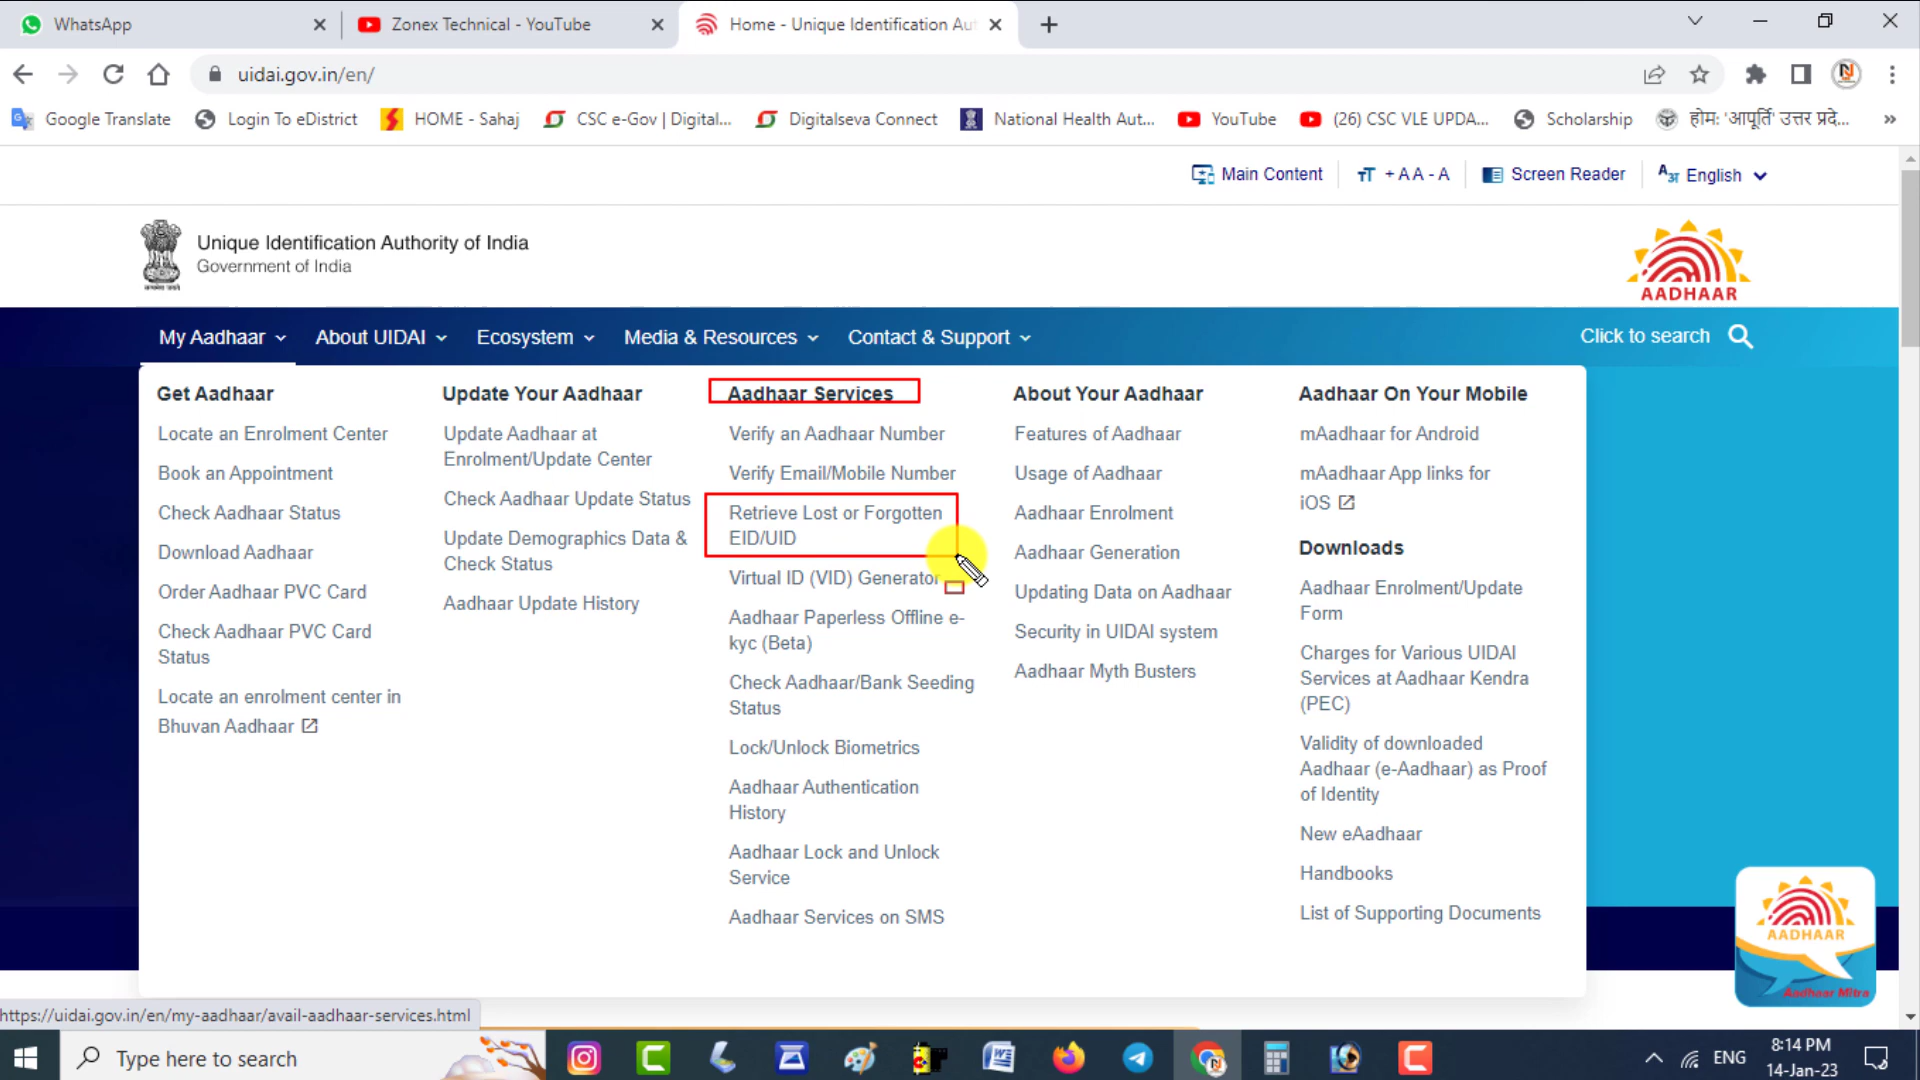 WhatsApp
Zonex Technical - YouTube
Home - Unique Identification Aut
uidai.gov.in/en/
Google Translate
Login To eDistrict
HOME - Sahaj
CSC e-Gov | Digital...
Digitalseva Connect
National Health Aut...
YouTube
(26) CSC VLE UPDA...
Scholarship
होम: 'आपूर्ति' उत्तर प्रदे...
»
Main Content
+ A A - A
Screen Reader
English
Unique Identification Authority of India
Government of India
AADHAAR
My Aadhaar
About UIDAI
Ecosystem
Media & Resources
Contact & Support
Click to search
Get Aadhaar
Locate an Enrolment Center
Book an Appointment
Check Aadhaar Status
Download Aadhaar
Order Aadhaar PVC Card
Check Aadhaar PVC Card
Status
Locate an enrolment center in
Bhuvan Aadhaar
Update Your Aadhaar
Update Aadhaar at
Enrolment/Update Center
Check Aadhaar Update Status
Update Demographics Data &
Check Status
Aadhaar Update History
Aadhaar Services
Verify an Aadhaar Number
Verify Email/Mobile Number
Retrieve Lost or Forgotten
EID/UID
Virtual ID (VID) Generator
Aadhaar Paperless Offline e-
kyc (Beta)
Check Aadhaar/Bank Seeding
Status
Lock/Unlock Biometrics
Aadhaar Authentication
History
Aadhaar Lock and Unlock
Service
Aadhaar Services on SMS
About Your Aadhaar
Features of Aadhaar
Usage of Aadhaar
Aadhaar Enrolment
Aadhaar Generation
Updating Data on Aadhaar
Security in UIDAI system
Aadhaar Myth Busters
Aadhaar On Your Mobile
mAadhaar for Android
mAadhaar App links for
iOS
Downloads
Aadhaar Enrolment/Update
Form
Charges for Various UIDAI
Services at Aadhaar Kendra
(PEC)
Validity of downloaded
Aadhaar (e-Aadhaar) as Proof
of Identity
New eAadhaar
Handbooks
List of Supporting Documents
AADHAAR
Aadhaar Mitra
https://uidai.gov.in/en/my-aadhaar/avail-aadhaar-services.html
Type here to search
ENG
8:14 PM
14-Jan-23